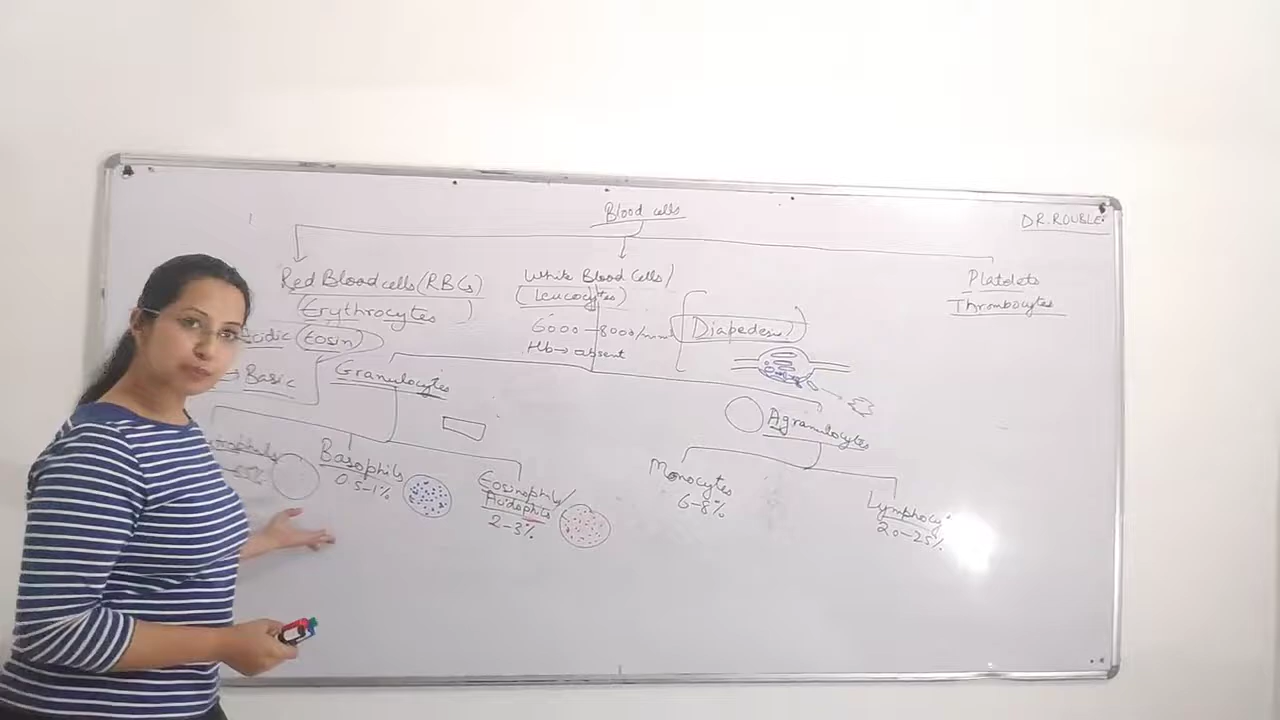 Blood cells
DR. ROUBLE
Red Blood cells (RBCs)
(Erythrocytes )
White Blood Cells/
(Leucocytes)
6000-8000/mm
Hb→ absent
[Diapedesis]
Platelets
Thrombocytes
Acidic (Eosin)
→ Basic
Granulocytes
Agranulocytes
Basophils
0.5-1%
Eosinophils/
Acidophils
2-3%
Monocytes
6-8%
Lymphocy
20-25%